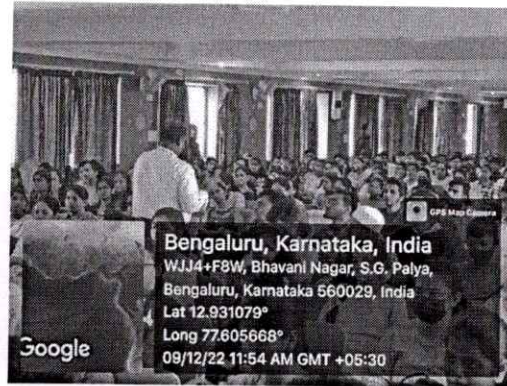 GPS Map Camera
Bengaluru, Karnataka, India
WJJ4+F8W, Bhavani Nagar, S.G. Palya,
Bengaluru, Karnataka 560029, India
Lat 12.931079°
Long 77.605668°
09/12/22 11:54 AM GMT +05:30
Google